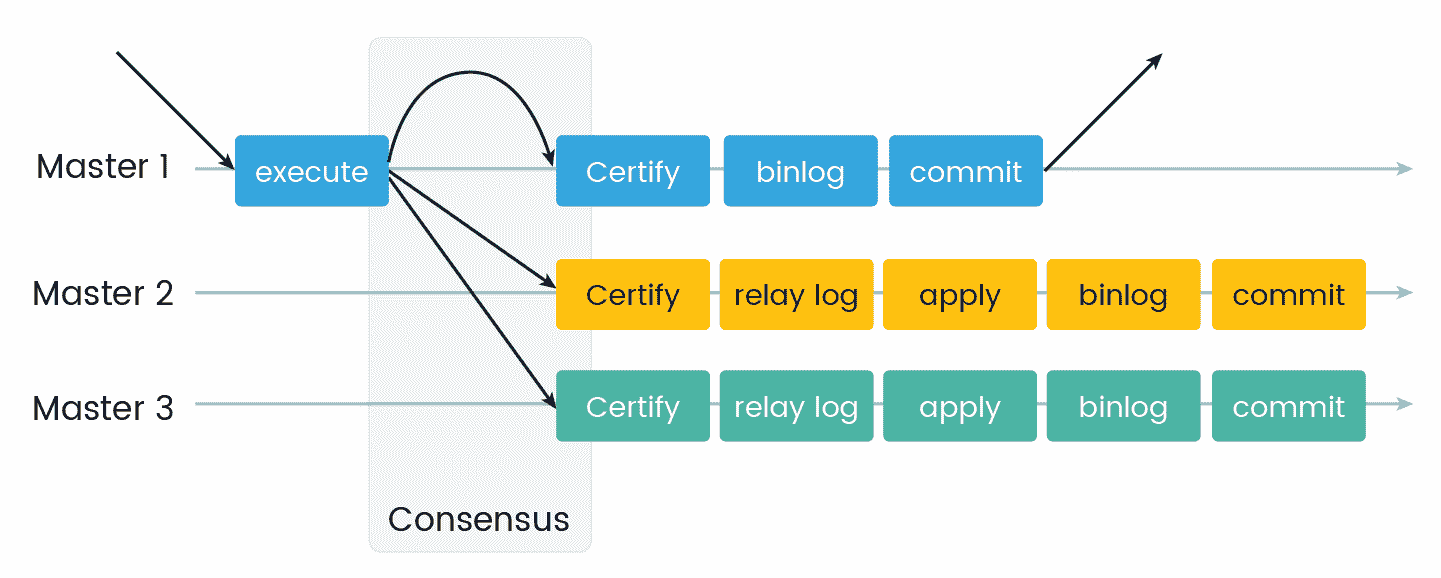 Master 1
execute
Certify
binlog
commit
Master 2
Certify
relay log
apply
binlog
commit
Master 3
Certify
relay log
apply
binlog
commit
Consensus